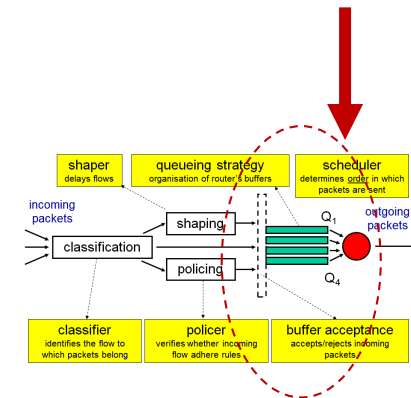 shaper
delays flows
queueing strategy
organisation of router's buffers
scheduler
determines order in which
packets are sent
incoming
packets
shaping
Q1
outgoing
packets
classification
policing
Q4
classifier
identifies the flow to
which packets belong
policer
verifies whether incoming
flow adhere rules
buffer acceptance
accepts/rejects incoming
packets